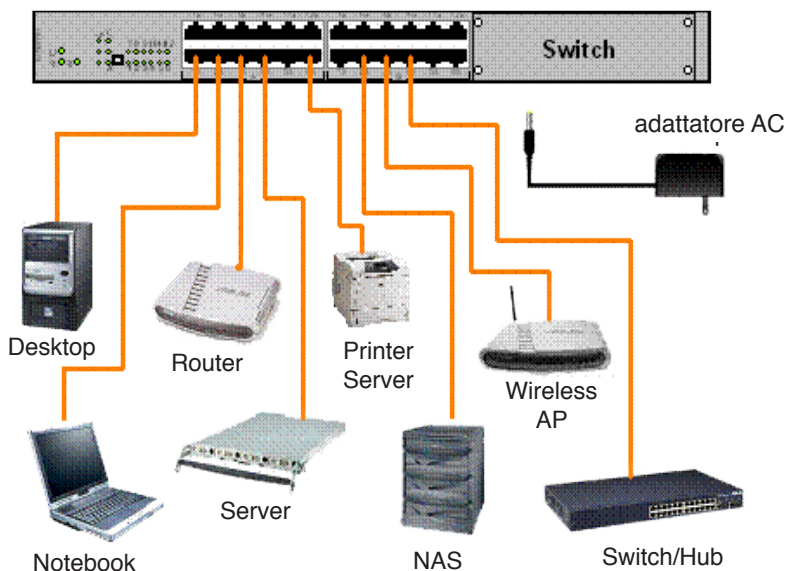 Switch
adattatore AC
Desktop
Router
Printer
Server
Wireless
AP
Notebook
Server
NAS
Switch/Hub